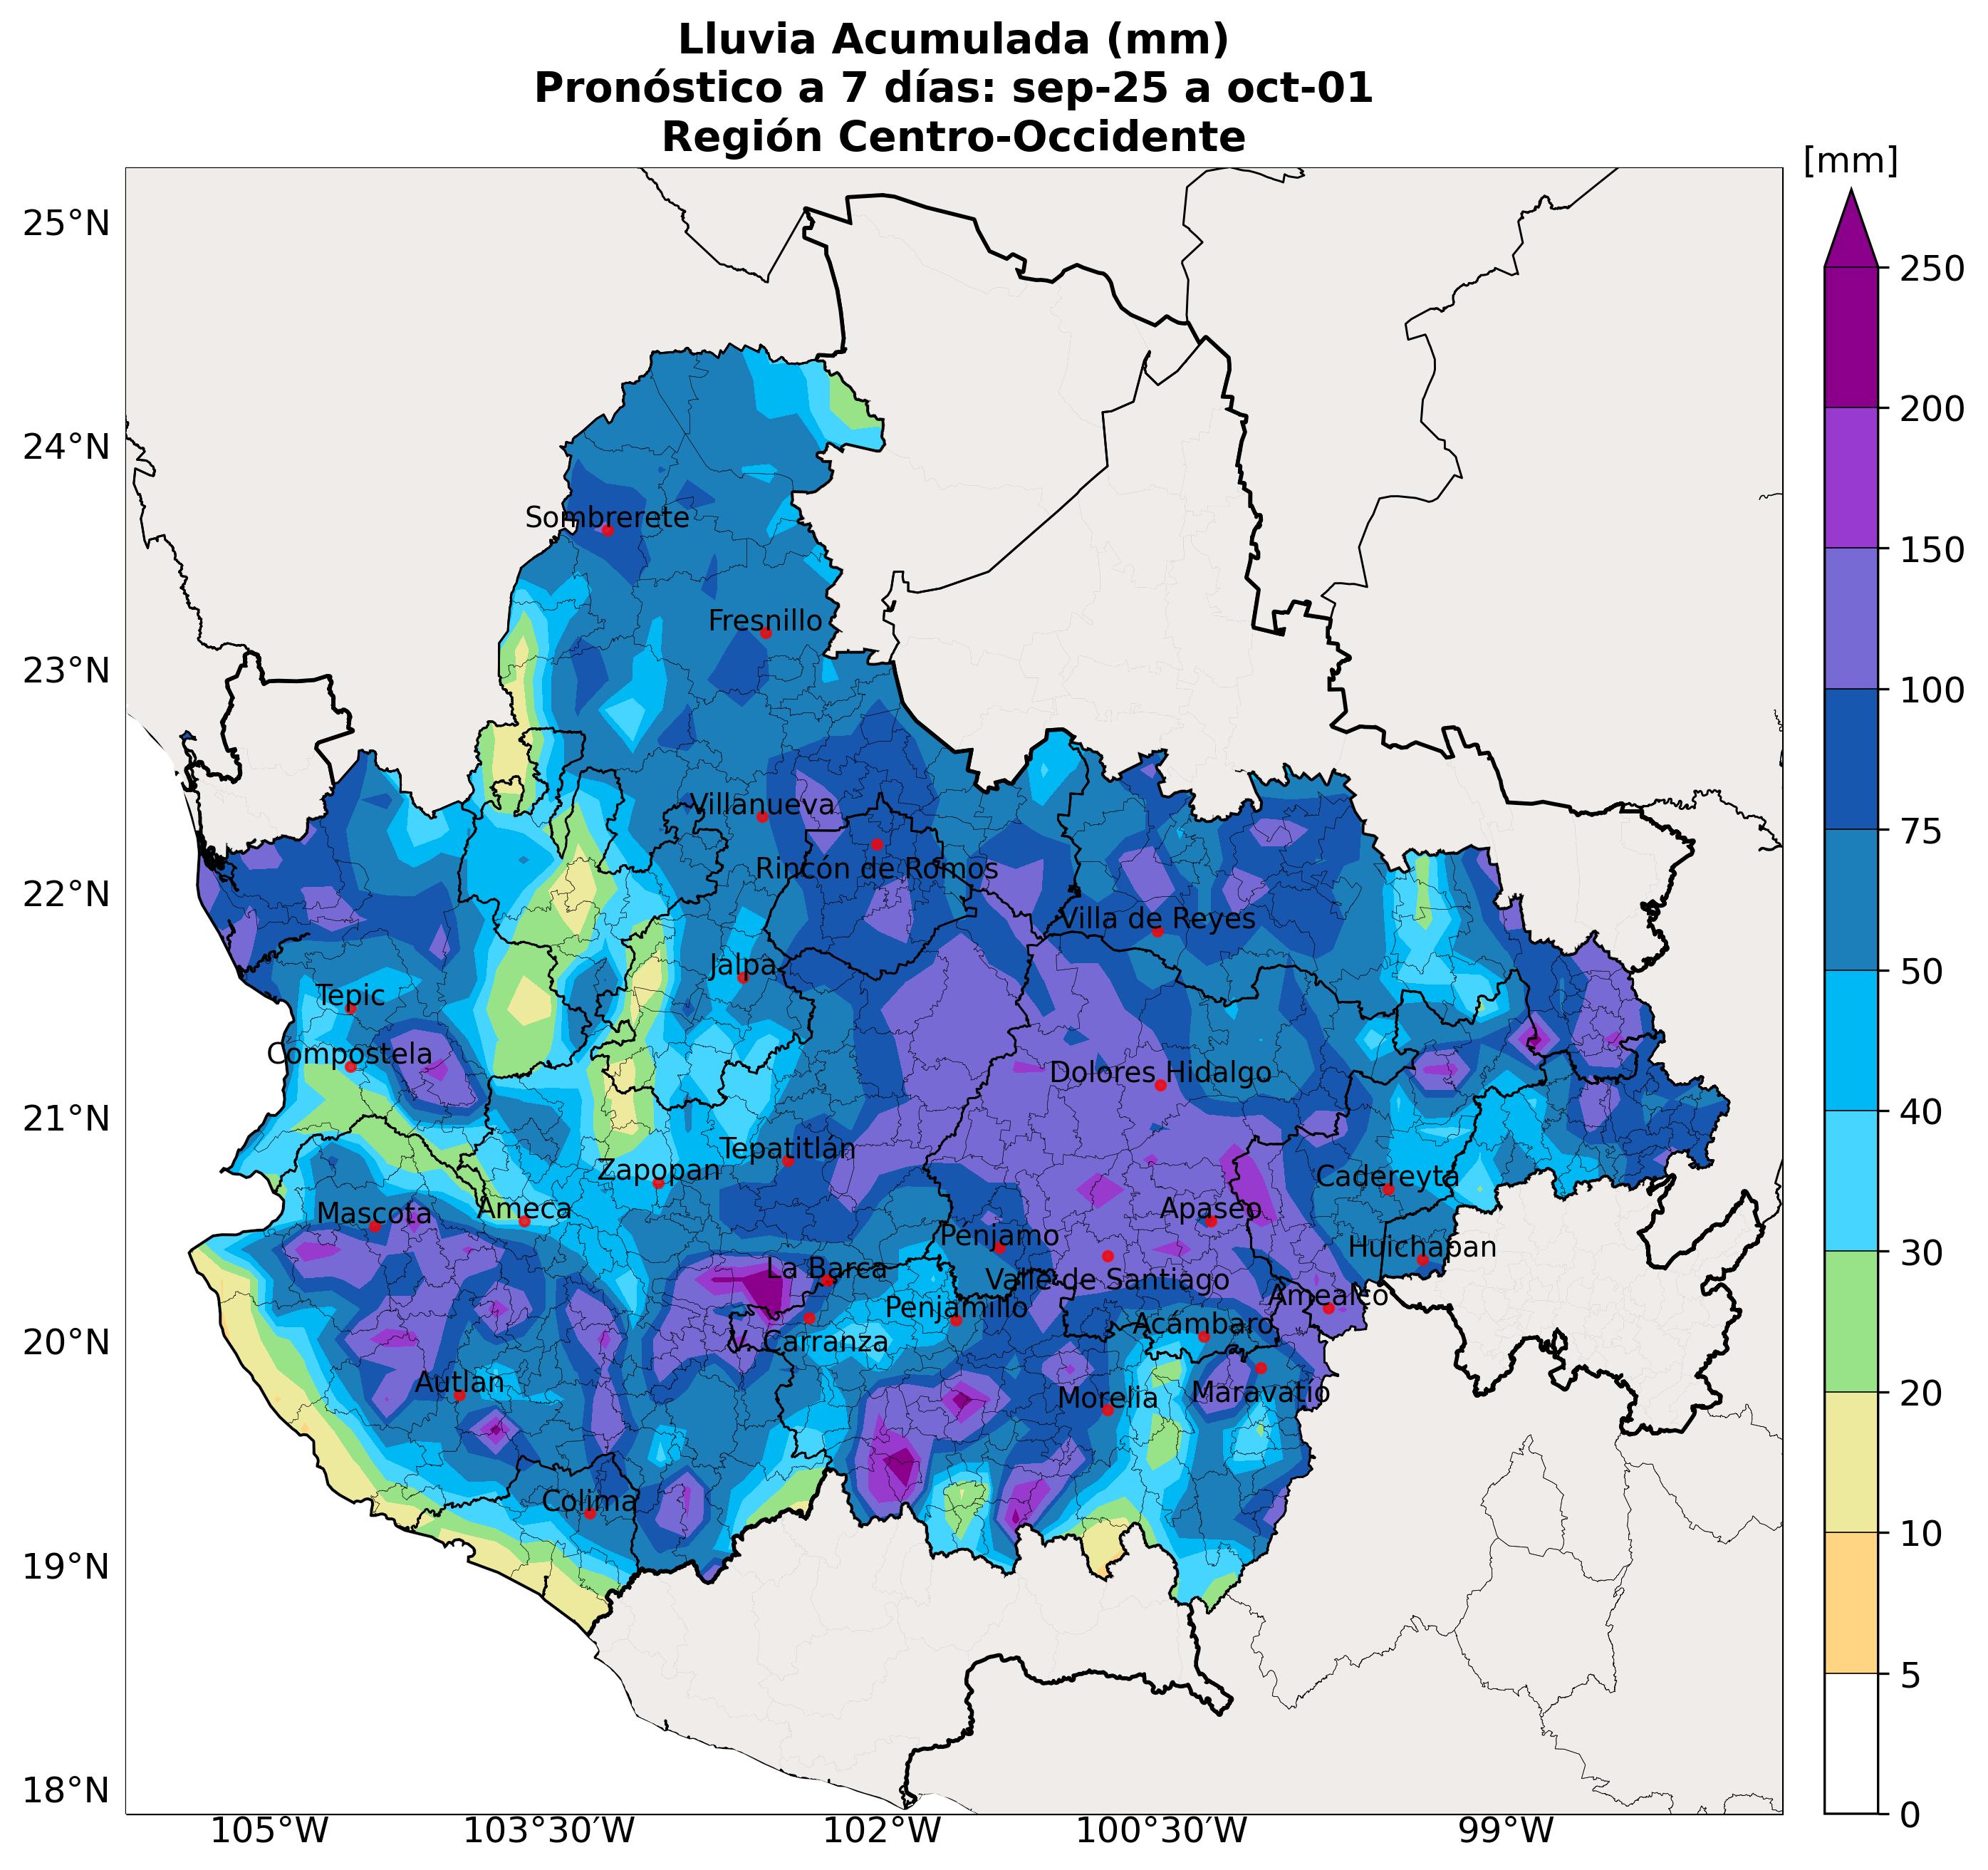 Lluvia Acumulada (mm)
Pronóstico a 7 días: sep-25 a oct-01
Región Centro-Occidente
[mm]
25°N
24°N
23°N
22°N
21°N
20°N
19°N
18°N
Sombrerete
Fresnillo
Villanueva
Rincón de Romos
Villa de Reyes
Jalpa
Tepic
Compostela
Dolores Hidalgo
Tepatitlán
Zapopan
Cadereyta
Mascota
Ameca
Apaseo
Pénjamo
Huichapan
La Barca
Valle de Santiago
Amealco
Penjamillo
Acámbaro
V. Carranza
Autlan
Morelia
Maravatío
Colima
105°W
103°30'W
102°W
100°30'W
99°W
250
200
150
100
75
50
40
30
20
10
5
0